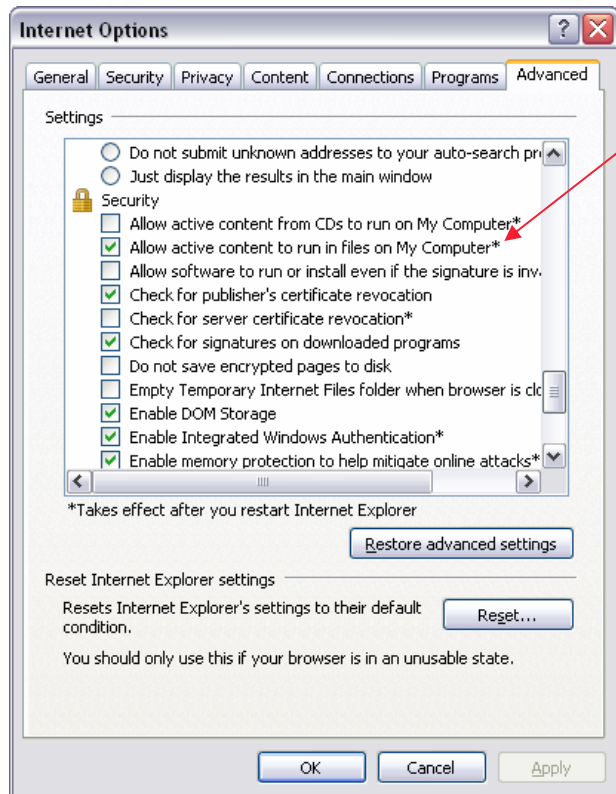 Internet Options
General Security Privacy Content Connections Programs Advanced
Settings
Do not submit unknown addresses to your auto-search pr
Just display the results in the main window
Security
Allow active content from CDs to run on My Computer*
Allow active content to run in files on My Computer*
Allow software to run or install even if the signature is inv
Check for publisher's certificate revocation
Check for server certificate revocation*
Check for signatures on downloaded programs
Do not save encrypted pages to disk
Empty Temporary Internet Files folder when browser is clo
Enable DOM Storage
Enable Integrated Windows Authentication*
Enable memory protection to help mitigate online attacks*
*Takes effect after you restart Internet Explorer
Restore advanced settings
Reset Internet Explorer settings
Resets Internet Explorer's settings to their default
condition.
Reset...
You should only use this if your browser is in an unusable state.
OK Cancel Apply